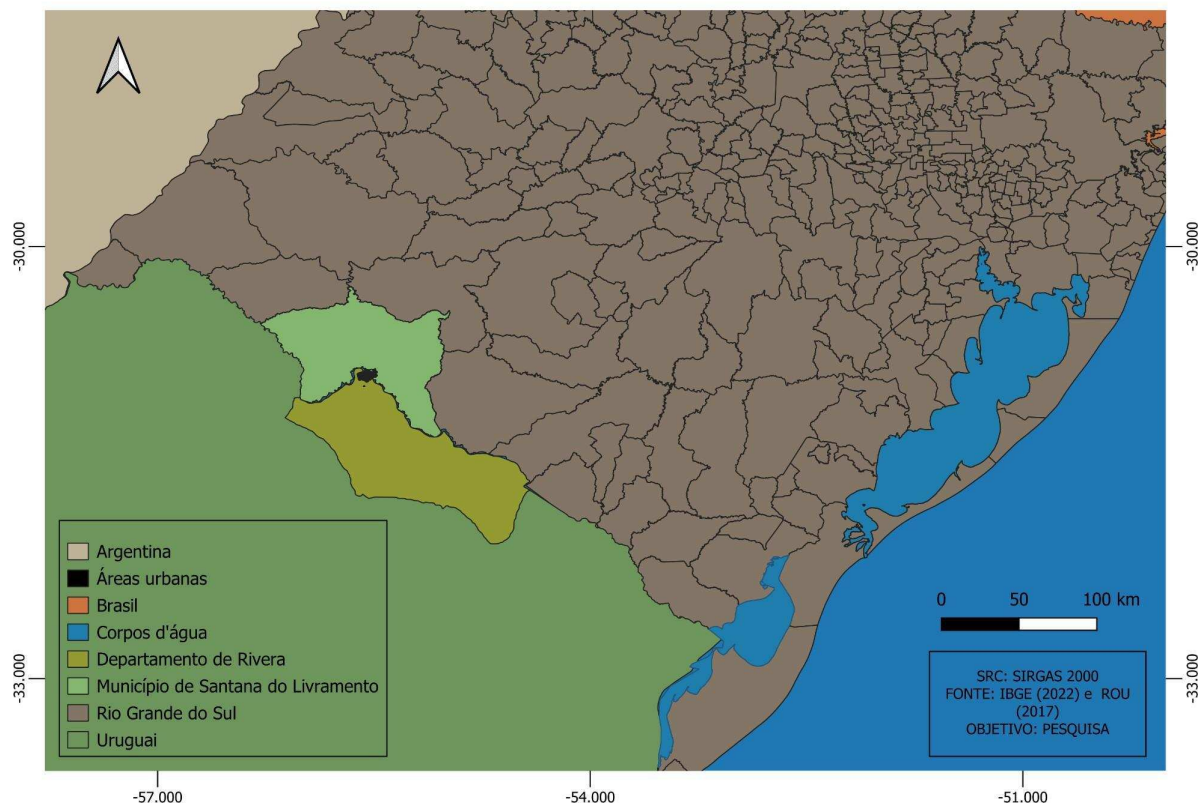 -30.000
-30.000
Argentina
Áreas urbanas
Brasil
Corpos d'água
Departamento de Rivera
Município de Santana do Livramento
Rio Grande do Sul
Uruguai
0 50 100 km
-33.000
-33.000
SRC: SIRGAS 2000
FONTE: IBGE (2022) e ROU
(2017)
OBJETIVO: PESQUISA
-57.000
-54.000
-51.000